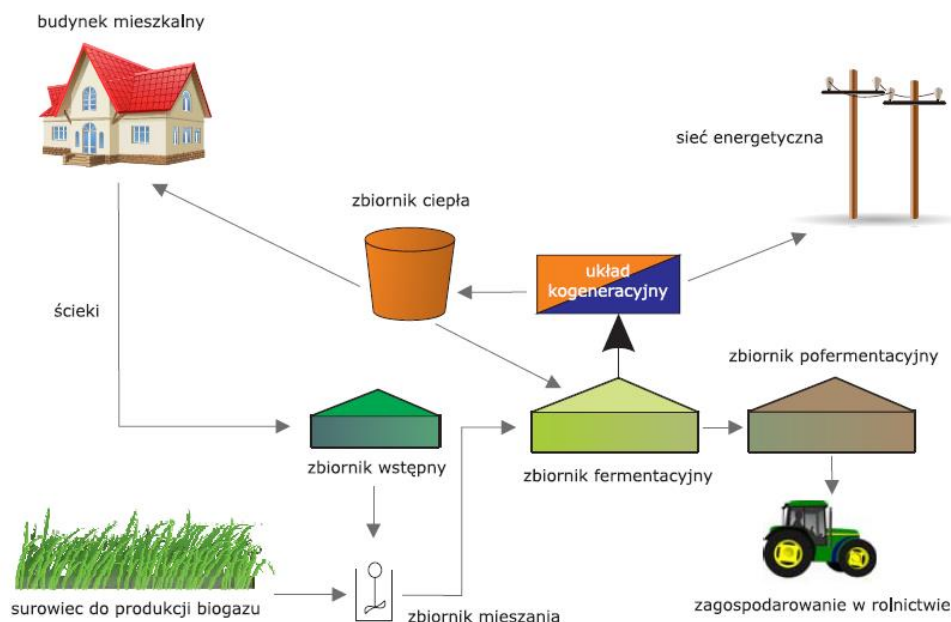 budynek mieszkalny
sieć energetyczna
zbiornik ciepła
układ
kogeneracyjny
ścieki
zbiornik pofermentacyjny
zbiornik wstępny
zbiornik fermentacyjny
surowiec do produkcji biogazu
zbiornik mieszania
zagospodarowanie w rolnictwie